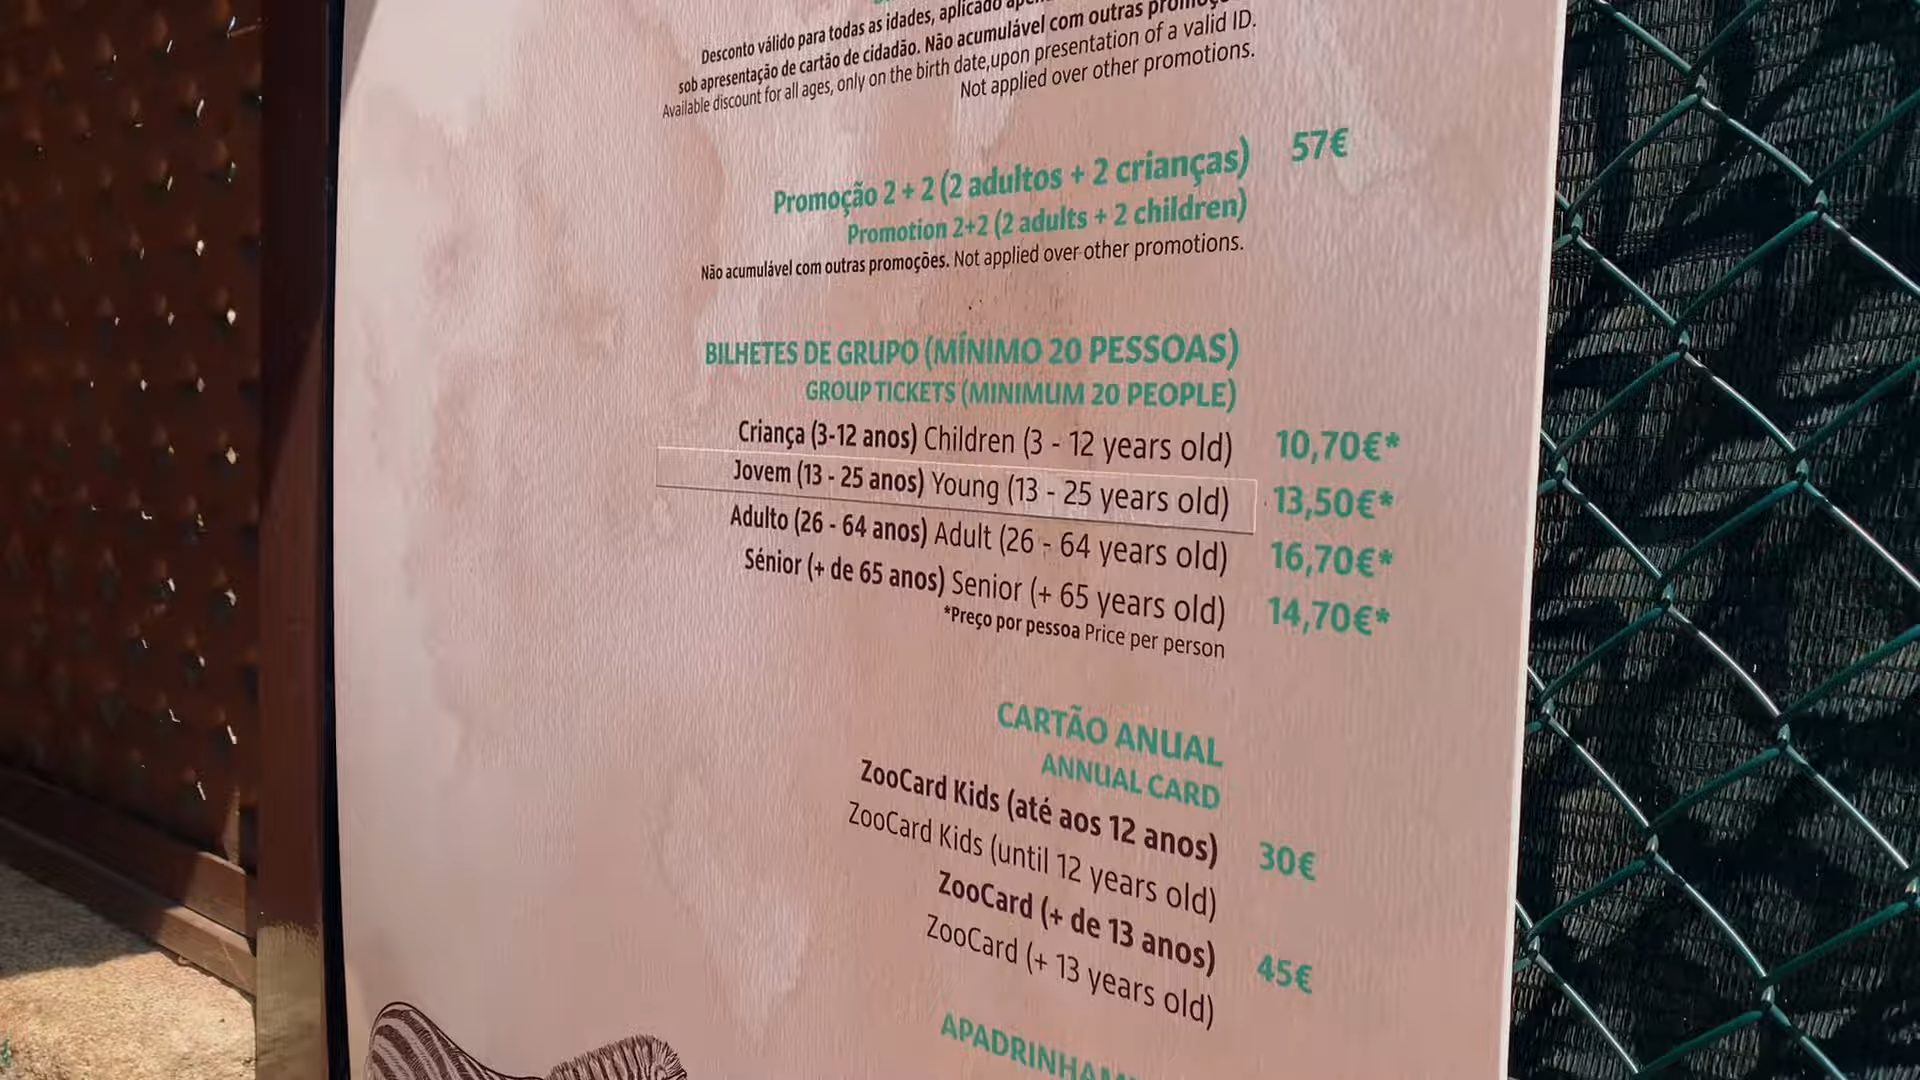 Desconto válido para todas as idades, aplicado
sob apresentação de cartão de cidadão. Não acumulável com outras
Available discount for all ages, only on the birth date,upon presentation of a valid ID.
Not applied over other promotions.
Promoção 2 + 2 (2 adultos + 2 crianças) 57€
Promotion 2+2 (2 adults + 2 children)
Não acumulável com outras promoções. Not applied over other promotions.
BILHETES DE GRUPO (MÍNIMO 20 PESSOAS)
GROUP TICKETS (MINIMUM 20 PEOPLE)
Criança (3-12 anos) Children (3 - 12 years old) 10,70€*
Jovem (13 - 25 anos) Young (13 - 25 years old) 13,50€*
Adulto (26 - 64 anos) Adult (26 - 64 years old) 16,70€*
Sénior (+ de 65 anos) Senior (+ 65 years old) 14,70€*
*Preço por pessoa Price per person
CARTÃO ANUAL
ANNUAL CARD
ZooCard Kids (até aos 12 anos) 30€
ZooCard Kids (until 12 years old)
ZooCard (+ de 13 anos) 45€
ZooCard (+ 13 years old)